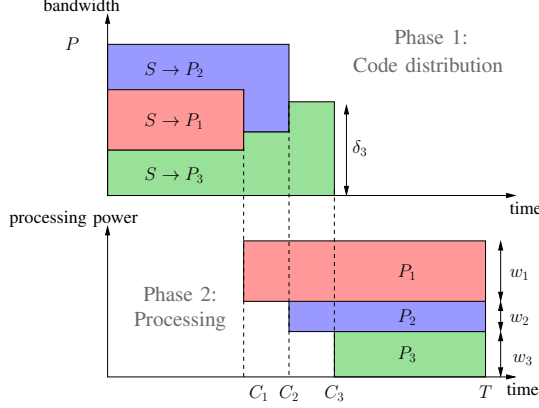 bandwidth
P
Phase 1:
Code distribution
S → P₂
S → P₁
S → P₃
δ₃
time
processing power
P₁
w₁
Phase 2:
Processing
P₂
w₂
P₃
w₃
C₁ C₂ C₃ T time